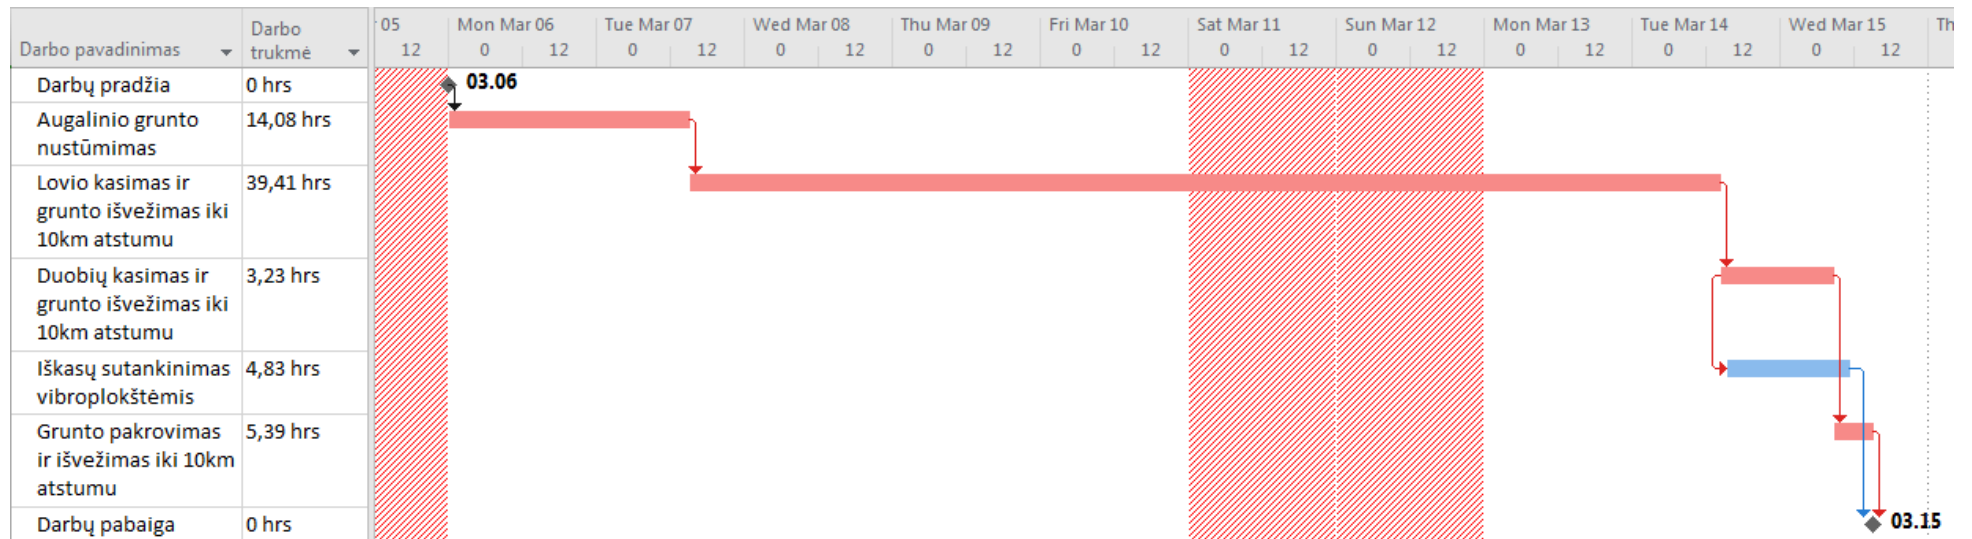 Darbo pavadinimas
Darbo
trukmė
05 Mon Mar 06 Tue Mar 07 Wed Mar 08 Thu Mar 09 Fri Mar 10 Sat Mar 11 Sun Mar 12 Mon Mar 13 Tue Mar 14 Wed Mar 15 Th
12 0 12 0 12 0 12 0 12 0 12 0 12 0 12 0 12 0 12 0 12
Darbų pradžia 0 hrs 03.06
Augalinio grunto 14,08 hrs
nustūmimas
Lovio kasimas ir 39,41 hrs
grunto išvežimas iki
10km atstumu
Duobių kasimas ir 3,23 hrs
grunto išvežimas iki
10km atstumu
Iškasų sutankinimas 4,83 hrs
vibroplokštėmis
Grunto pakrovimas 5,39 hrs
ir išvežimas iki 10km
atstumu
Darbų pabaiga 0 hrs 03.15